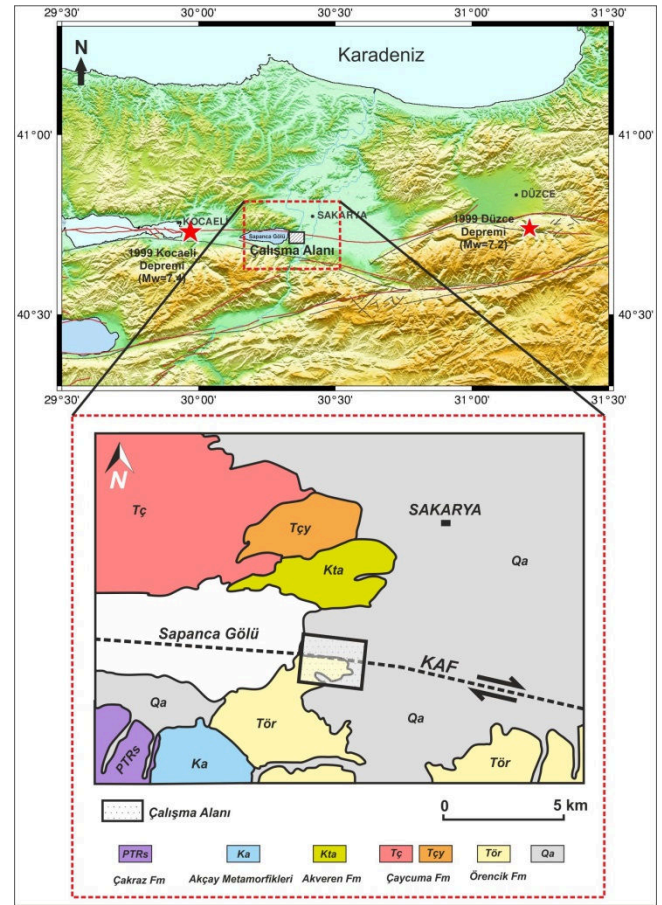 29°50'
30°00'
30°30'
31°00'
31°30'
N
Karadeniz
41°00'
41°00'
DÜZCE
KOCAELİ
SAKARYA
1999 Düzce
Depremi
(Mw=7.2)
Sapanca Gölü
Çalışma Alanı
1999 Kocaeli
Depremi
(Mw=7.4)
40°30'
40°30'
29°50'
30°00'
30°30'
31°00'
31°30'
N
Tç
Tçy
SAKARYA
Kta
Qa
Sapanca Gölü
KAF
Qa
Qa
Tör
PTRs
Ka
Tör
Çalışma Alanı
0 5 km
PTRs Ka Kta Tç Tçy Tör Qa
Çakraz Fm Akçay Metamorfikleri Akveren Fm Çaycuma Fm Örencik Fm